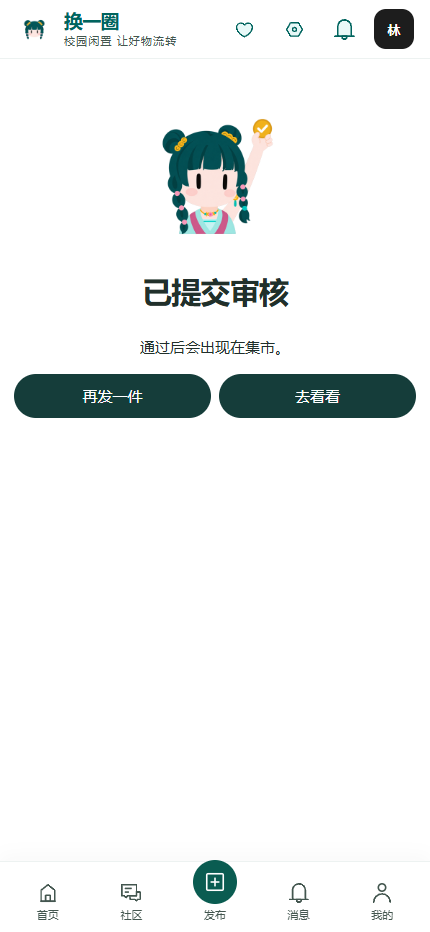 换一圈
校园闲置 让好物流转
林
已提交审核
通过后会出现在集市。
再发一件
去看看
首页
社区
发布
消息
我的